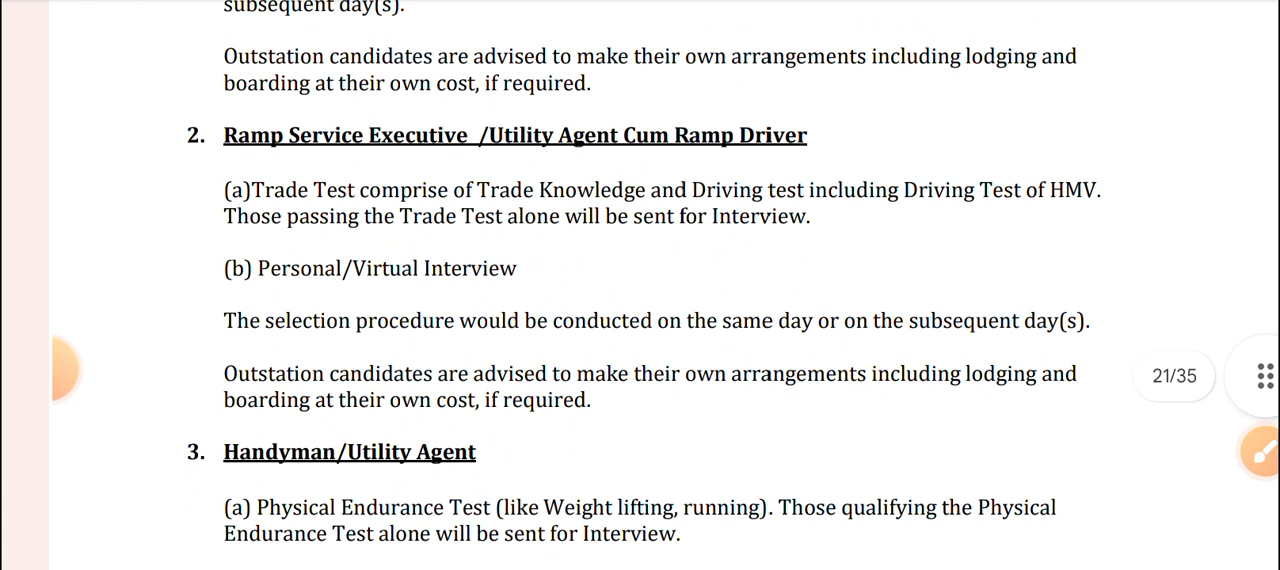 subsequent day(s).
Outstation candidates are advised to make their own arrangements including lodging and
boarding at their own cost, if required.
2. Ramp Service Executive /Utility Agent Cum Ramp Driver
(a)Trade Test comprise of Trade Knowledge and Driving test including Driving Test of HMV.
Those passing the Trade Test alone will be sent for Interview.
(b) Personal/Virtual Interview
The selection procedure would be conducted on the same day or on the subsequent day(s).
Outstation candidates are advised to make their own arrangements including lodging and
boarding at their own cost, if required.
21/35
3. Handyman/Utility Agent
(a) Physical Endurance Test (like Weight lifting, running). Those qualifying the Physical
Endurance Test alone will be sent for Interview.